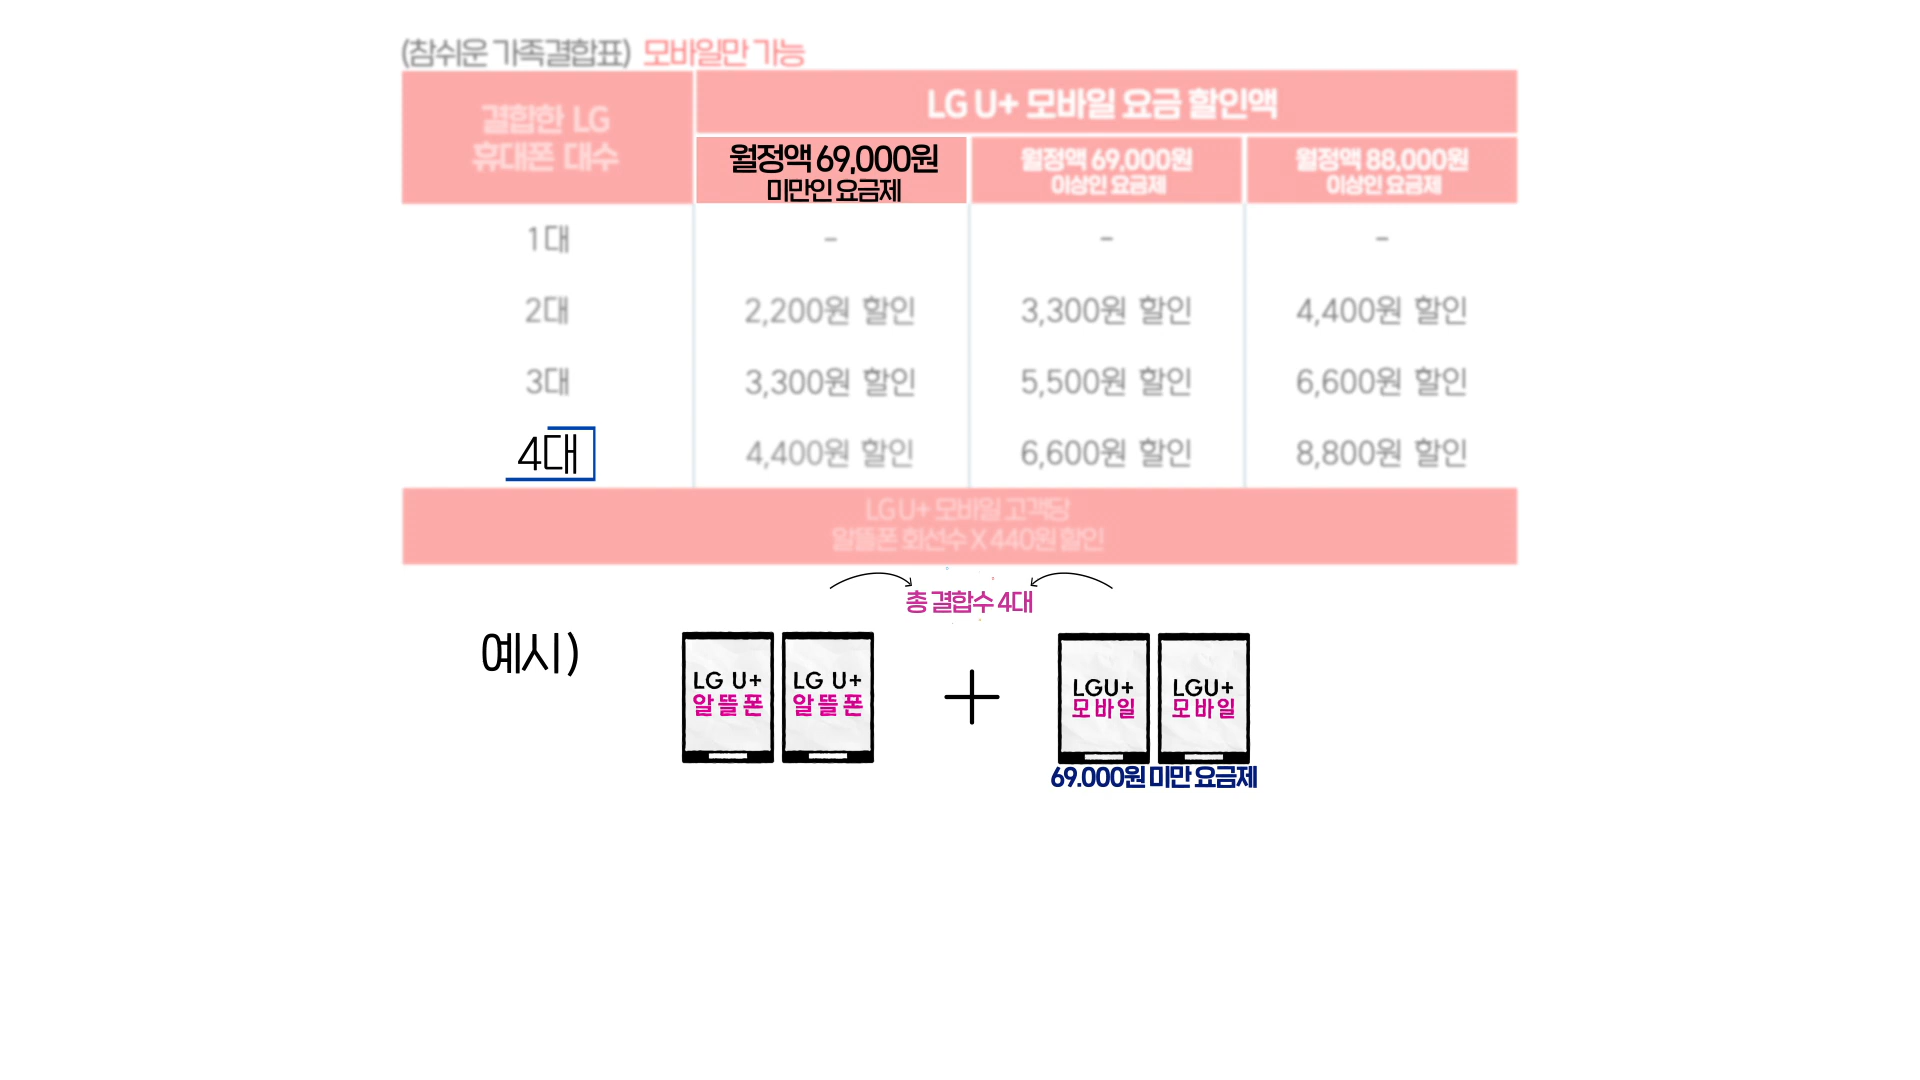 (참쉬운 가족결합표) 모바일만 가능
결합한 LG
휴대폰 대수
LG U+ 모바일 요금 할인액
월정액 69,000원
미만인 요금제
월정액 69,000원
이상인 요금제
월정액 88,000원
이상인 요금제
1대 - - -
2대 2,200원 할인 3,300원 할인 4,400원 할인
3대 3,300원 할인 5,500원 할인 6,600원 할인
4대 4,400원 할인 6,600원 할인 8,800원 할인
LG U+ 모바일 고객당
알뜰폰 회선수 X 440원 할인
총 결합수 4대
예시)
LG U+
알뜰폰
LG U+
알뜰폰
+
LGU+
모바일
LGU+
모바일
69.000원 미만 요금제